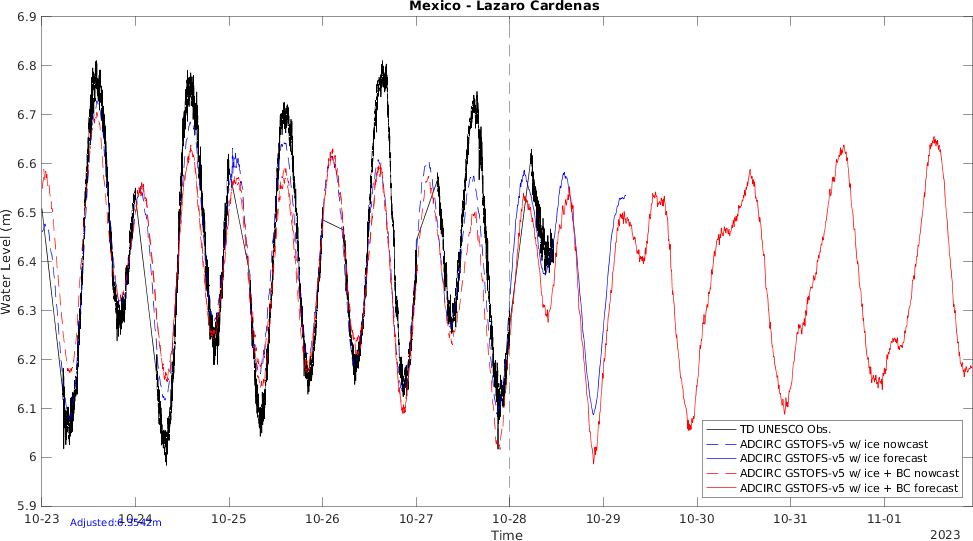 Mexico - Lazaro Cardenas
6.9
6.8
6.7
6.6
6.5
6.4
6.3
6.2
6.1
6
5.9
Water Level (m)
TD UNESCO Obs.
ADCIRC GSTOFS-v5 w/ ice nowcast
ADCIRC GSTOFS-v5 w/ ice forecast
ADCIRC GSTOFS-v5 w/ ice + BC nowcast
ADCIRC GSTOFS-v5 w/ ice + BC forecast
10-23 10-24 10-25 10-26 10-27 10-28 10-29 10-30 10-31 11-01
Adjusted:6.3542m
Time
2023